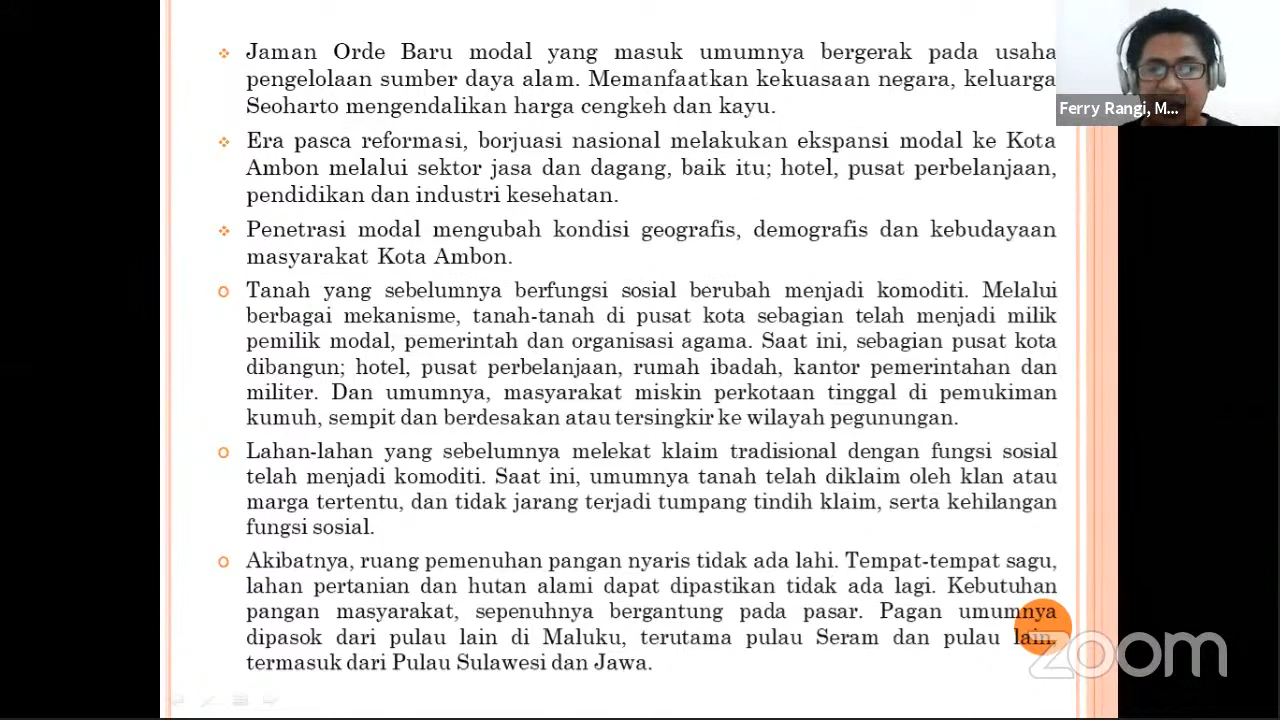 Jaman Orde Baru modal yang masuk umumnya bergerak pada usaha
pengelolaan sumber daya alam. Memanfaatkan kekuasaan negara, keluarga
Seoharto mengendalikan harga cengkeh dan kayu.
Era pasca reformasi, borjuasi nasional melakukan ekspansi modal ke Kota
Ambon melalui sektor jasa dan dagang, baik itu; hotel, pusat perbelanjaan,
pendidikan dan industri kesehatan.
Penetrasi modal mengubah kondisi geografis, demografis dan kebudayaan
masyarakat Kota Ambon.
Tanah yang sebelumnya berfungsi sosial berubah menjadi komoditi. Melalui
berbagai mekanisme, tanah-tanah di pusat kota sebagian telah menjadi milik
pemilik modal, pemerintah dan organisasi agama. Saat ini, sebagian pusat kota
dibangun; hotel, pusat perbelanjaan, rumah ibadah, kantor pemerintahan dan
militer. Dan umumnya, masyarakat miskin perkotaan tinggal di pemukiman
kumuh, sempit dan berdesakan atau tersingkir ke wilayah pegunungan.
Lahan-lahan yang sebelumnya melekat klaim tradisional dengan fungsi sosial
telah menjadi komoditi. Saat ini, umumnya tanah telah diklaim oleh klan atau
marga tertentu, dan tidak jarang terjadi tumpang tindih klaim, serta kehilangan
fungsi sosial.
Akibatnya, ruang pemenuhan pangan nyaris tidak ada lahi. Tempat-tempat sagu,
lahan pertanian dan hutan alami dapat dipastikan tidak ada lagi. Kebutuhan
pangan masyarakat, sepenuhnya bergantung pada pasar. Pagan umumnya
dipasok dari pulau lain di Maluku, terutama pulau Seram dan pulau lain,
termasuk dari Pulau Sulawesi dan Jawa.
Ferry Rangi, M...
zoom